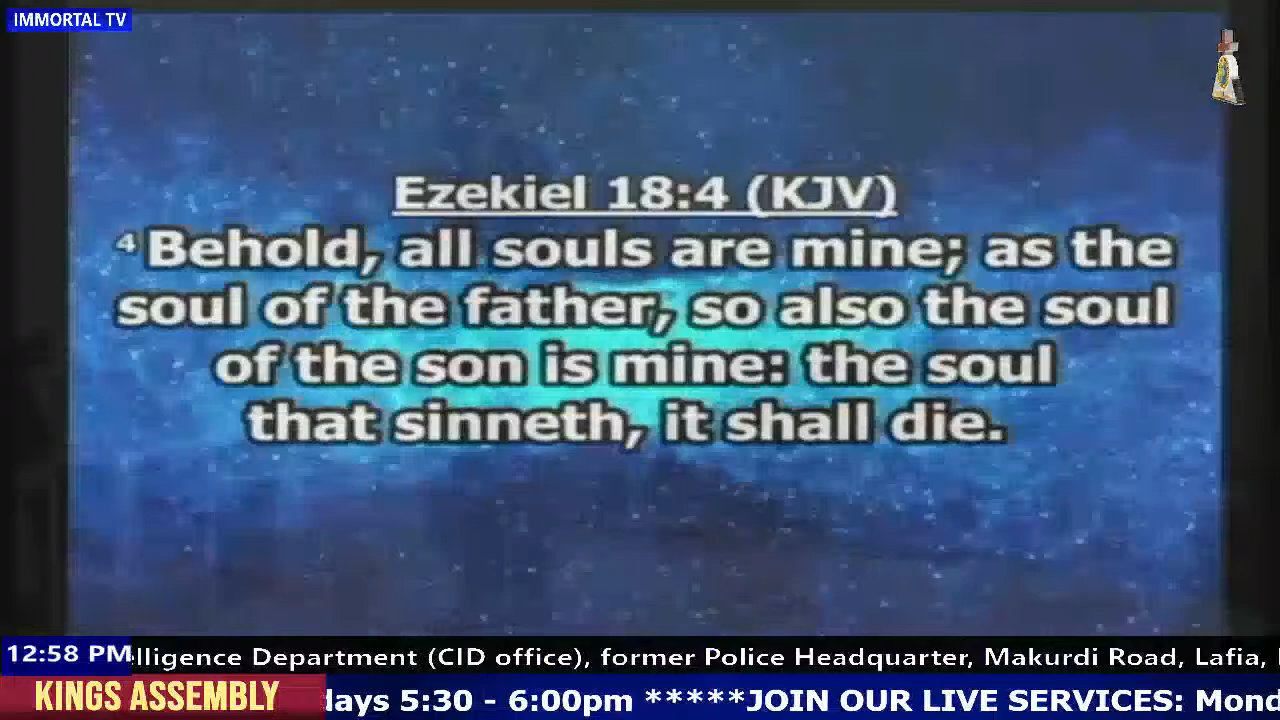 IMMORTAL TV
Ezekiel 18:4 (KJV)
4 Behold, all souls are mine; as the
soul of the father, so also the soul
of the son is mine: the soul
that sinneth, it shall die.
12:58 PM
elligence Department (CID office), former Police Headquarter, Makurdi Road, Lafia,
KINGS ASSEMBLY
days 5:30 - 6:00pm *****JOIN OUR LIVE SERVICES: Mond